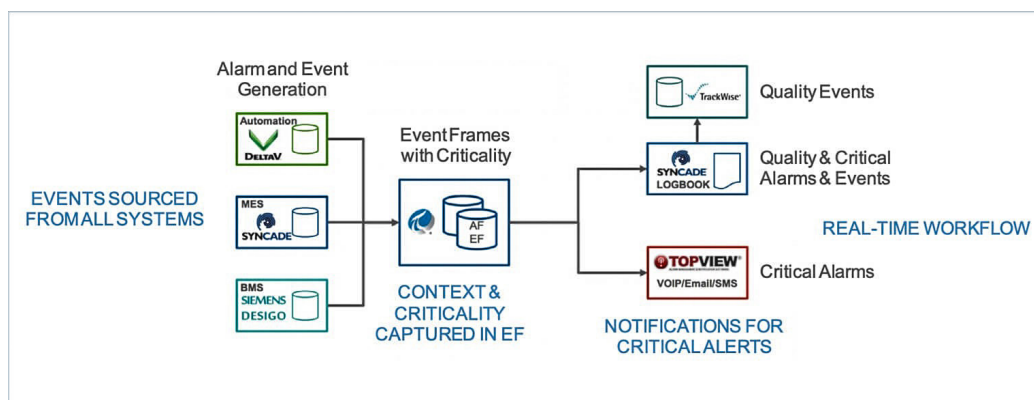 Alarm and Event
Generation
Automation
DELTAV
EVENTS SOURCED
FROM ALL SYSTEMS
MES
SYNCADE
BMS
SIEMENS
DESIGO
Event Frames
with Criticality
AF
EF
CONTEXT &
CRITICALITY
CAPTURED IN EF
TrackWise®
Quality Events
SYNCADE
LOGBOOK
Quality & Critical
Alarms & Events
REAL-TIME WORKFLOW
TOPVIEW®
VOIP/Email/SMS
Critical Alarms
NOTIFICATIONS FOR
CRITICAL ALERTS